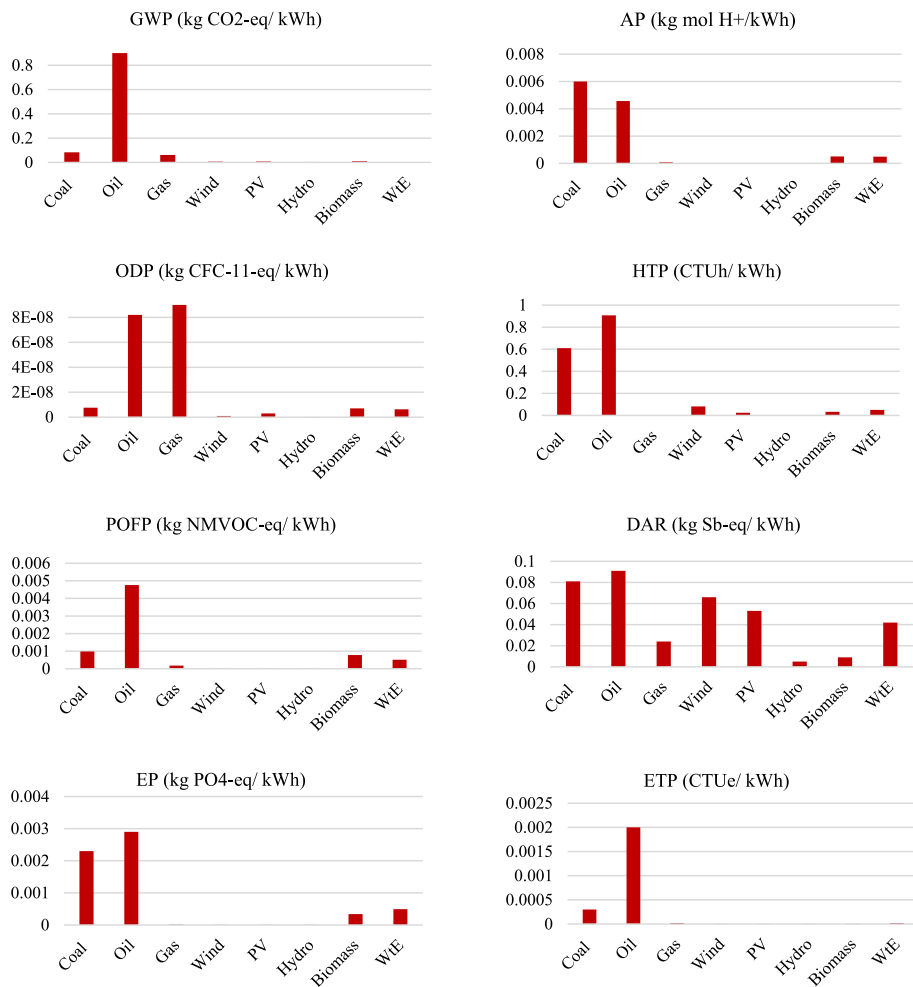 GWP (kg CO2-eq/ kWh)
0.8
0.6
0.4
0.2
0
Coal
Oil
Gas
Wind
PV
Hydro
Biomass
WtE
AP (kg mol H+/kWh)
0.008
0.006
0.004
0.002
0
Coal
Oil
Gas
Wind
PV
Hydro
Biomass
WtE
ODP (kg CFC-11-eq/ kWh)
8E-08
6E-08
4E-08
2E-08
0
Coal
Oil
Gas
Wind
PV
Hydro
Biomass
WtE
HTP (CTUh/ kWh)
1
0.8
0.6
0.4
0.2
0
Coal
Oil
Gas
Wind
PV
Hydro
Biomass
WtE
POFP (kg NMVOC-eq/ kWh)
0.006
0.005
0.004
0.003
0.002
0.001
0
Coal
Oil
Gas
Wind
PV
Hydro
Biomass
WtE
DAR (kg Sb-eq/ kWh)
0.1
0.08
0.06
0.04
0.02
0
Coal
Oil
Gas
Wind
PV
Hydro
Biomass
WtE
EP (kg PO4-eq/ kWh)
0.004
0.003
0.002
0.001
0
Coal
Oil
Gas
Wind
PV
Hydro
Biomass
WtE
ETP (CTUe/ kWh)
0.0025
0.002
0.0015
0.001
0.0005
0
Coal
Oil
Gas
Wind
PV
Hydro
Biomass
WtE